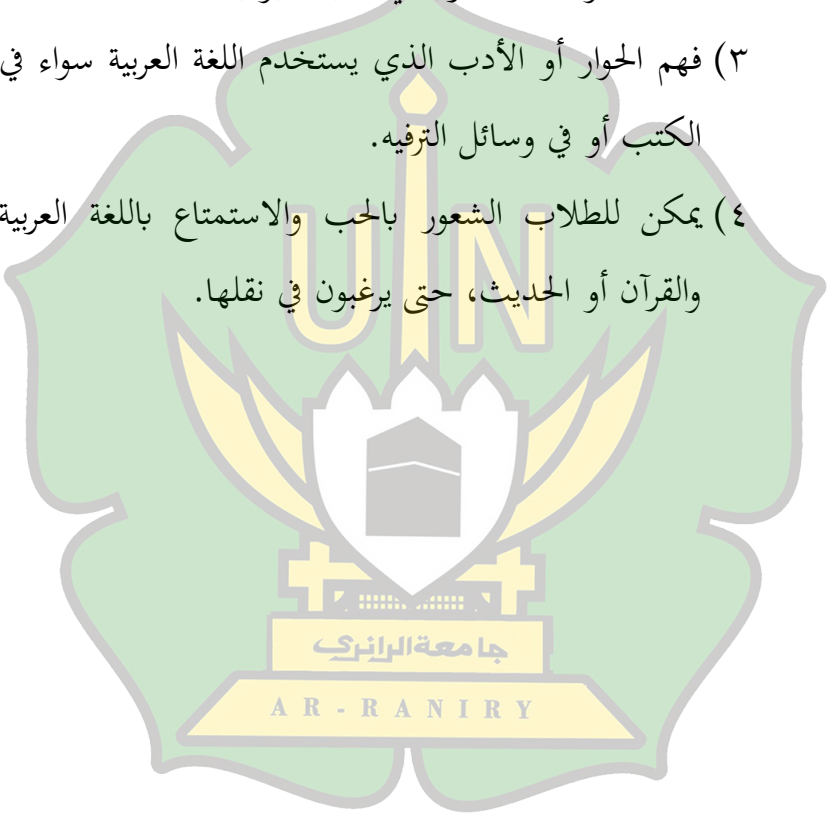 ٣) فهم الحوار أو الأدب الذي يستخدم اللغة العربية سواء في
الكتب أو في وسائل الترفيه.
٤) يمكن للطلاب الشعور بالحب والاستمتاع باللغة العربية
والقرآن أو الحديث، حتى يرغبون في نقلها.
UIN
جامعة الرانري
AR-RANIRY